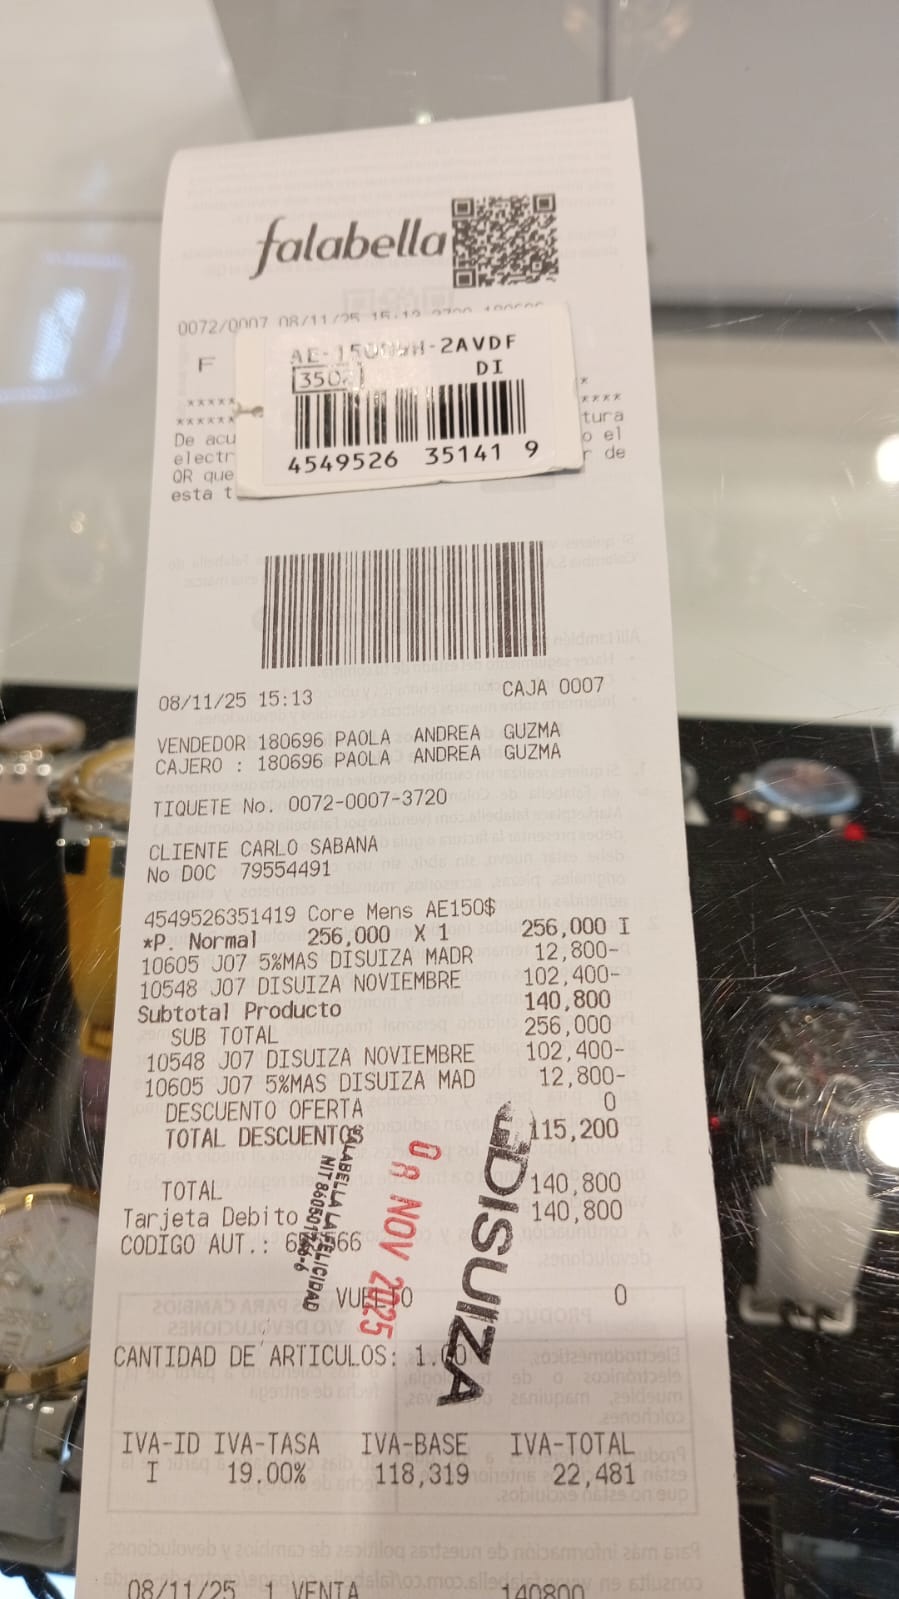 falabella
0072/0007 08/11/25 15:13
F
AE-1500WH-2AVDF
350
DI
*****
****
******
De acu
tura
electr
o el
QR que
r de
esta t
4549526 35141 9
08/11/25 15:13 CAJA 0007
VENDEDOR 180696 PAOLA ANDREA GUZMA
CAJERO : 180696 PAOLA ANDREA GUZMA
TIQUETE No. 0072-0007-3720
CLIENTE CARLO SABANA
No DOC 79554491
4549526351419 Core Mens AE150$
*P. Normal 256,000 X 1 256,000 I
10605 J07 5%MAS DISUIZA MADR 12,800-
10548 J07 DISUIZA NOVIEMBRE 102,400-
Subtotal Producto 140,800
SUB TOTAL 256,000
10548 J07 DISUIZA NOVIEMBRE 102,400-
10605 J07 5%MAS DISUIZA MAD 12,800-
DESCUENTO OFERTA 0
TOTAL DESCUENTOS 115,200
TOTAL 140,800
Tarjeta Debito 140,800
CODIGO AUT.:
VUELTO 0
FALABELLA LA FELICIDAD
08 NOV 2025
DISUIZA
CANTIDAD DE ARTICULOS: 1.00
IVA-ID IVA-TASA IVA-BASE IVA-TOTAL
I 19.00% 118,319 22,481
08/11/25 1 VENTA 140800